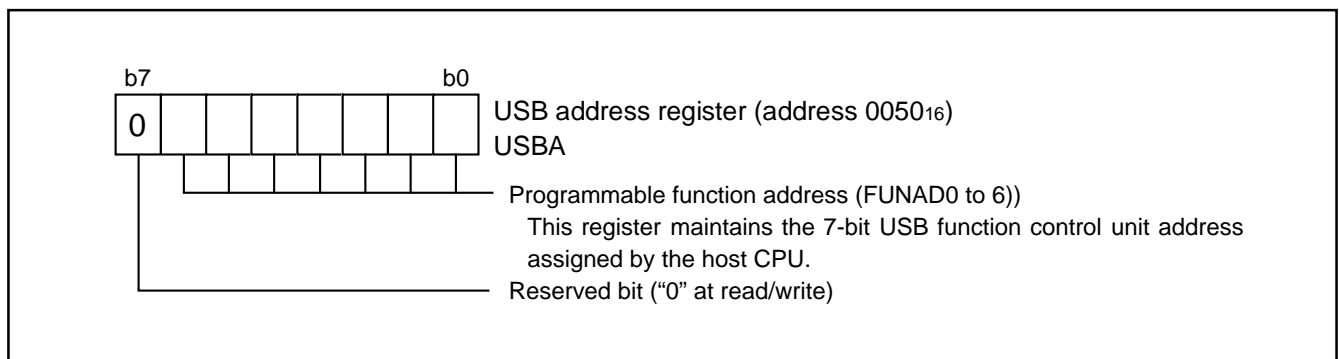 b7 b0
0
USB address register (address 0050₁₆)
USBA
Programmable function address (FUNAD0 to 6))
This register maintains the 7-bit USB function control unit address
assigned by the host CPU.
Reserved bit (“0” at read/write)